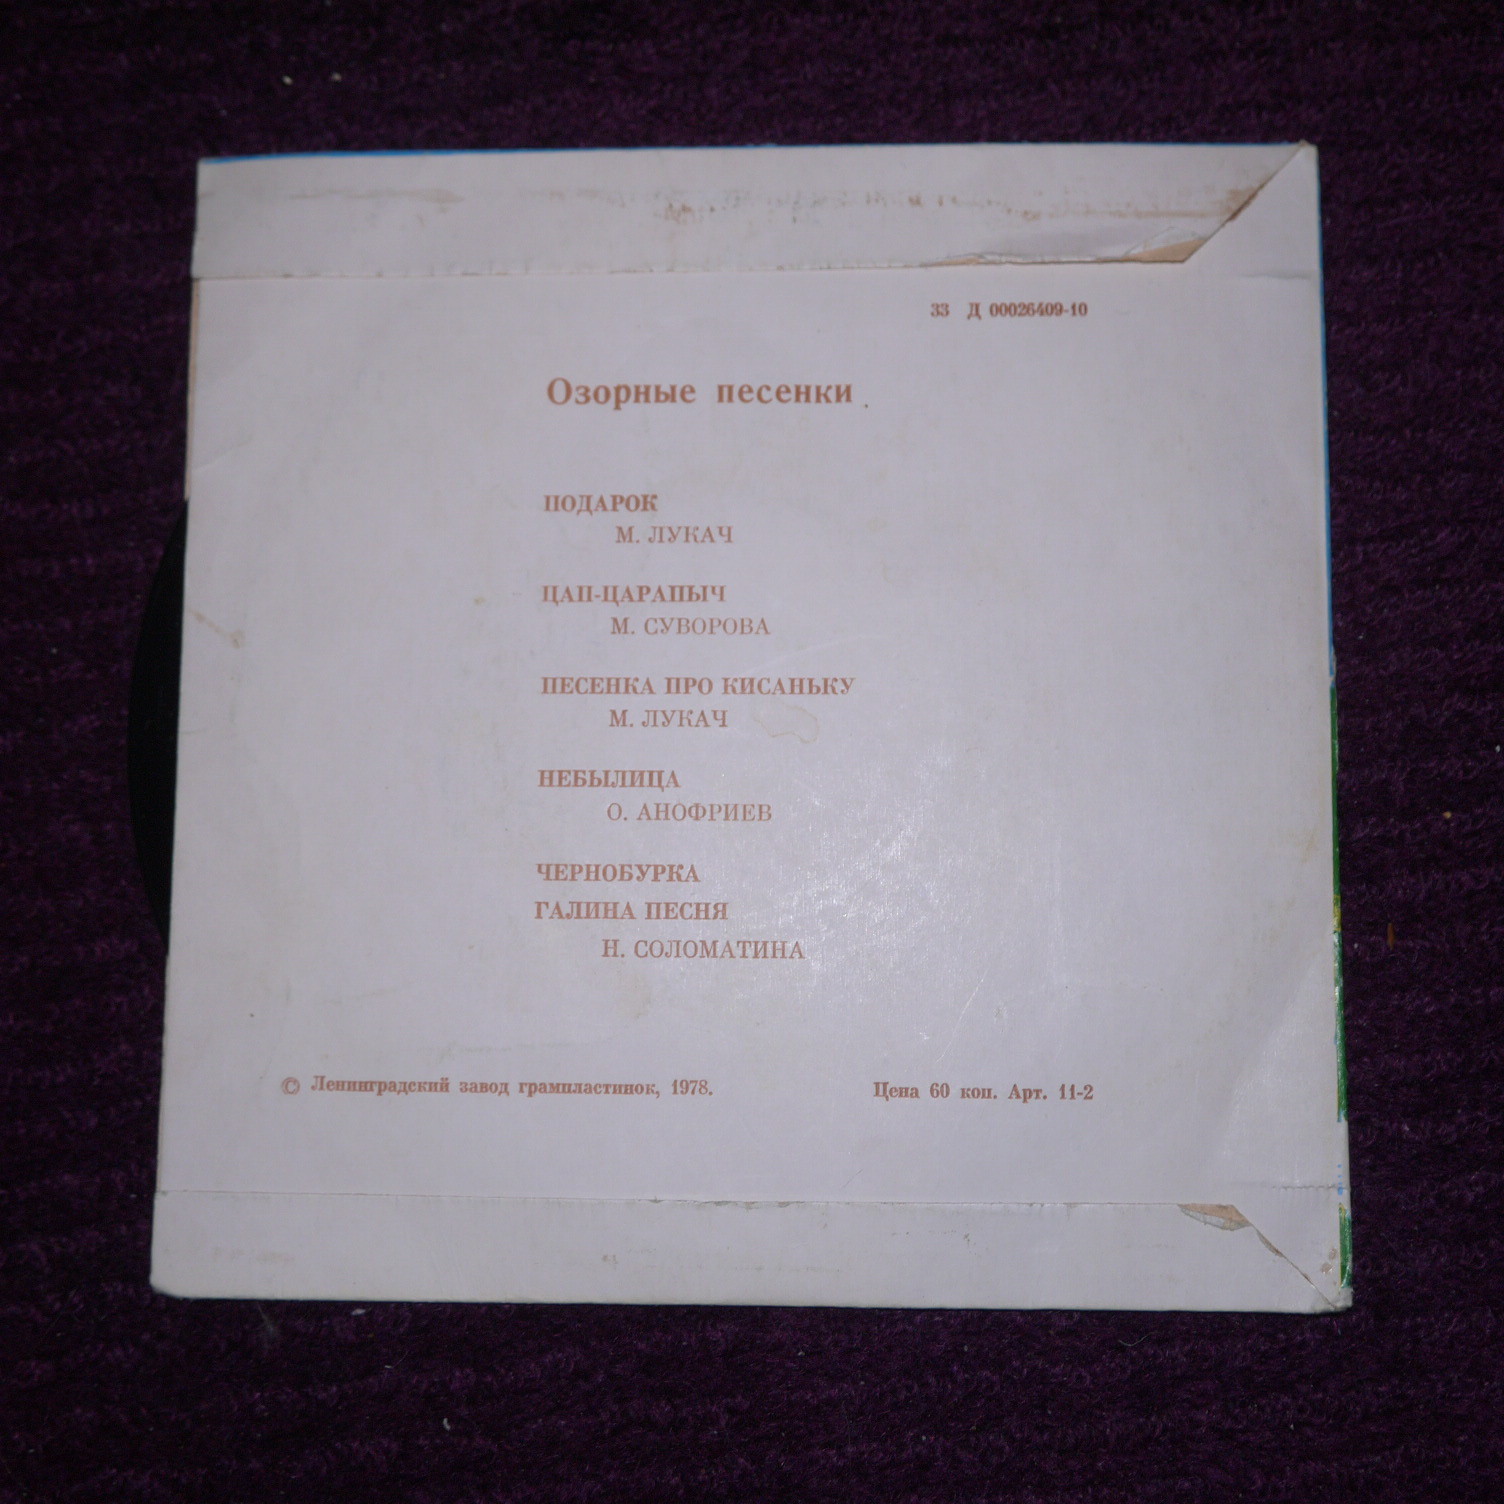 33 Д 00026409-10
Озорные песенки
ПОДАРОК
М. ЛУКАЧ
ЦАП-ЦАРАПЫЧ
М. СУВОРОВА
ПЕСЕНКА ПРО КИСАНЬКУ
М. ЛУКАЧ
НЕБЫЛИЦА
О. АНОФРИЕВ
ЧЕРНОБУРКА
ГАЛИНА ПЕСНЯ
Н. СОЛОМАТИНА
© Ленинградский завод грампластинок, 1978. Цена 60 коп. Арт. 11-2